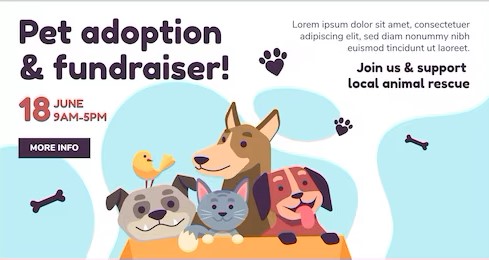 Pet adoption
& fundraiser!
18 JUNE
9AM-5PM
MORE INFO
Lorem ipsum dolor sit amet, consectetuer
adipiscing elit, sed diam nonummy nibh
euismod tincidunt ut laoreet.
Join us & support
local animal rescue